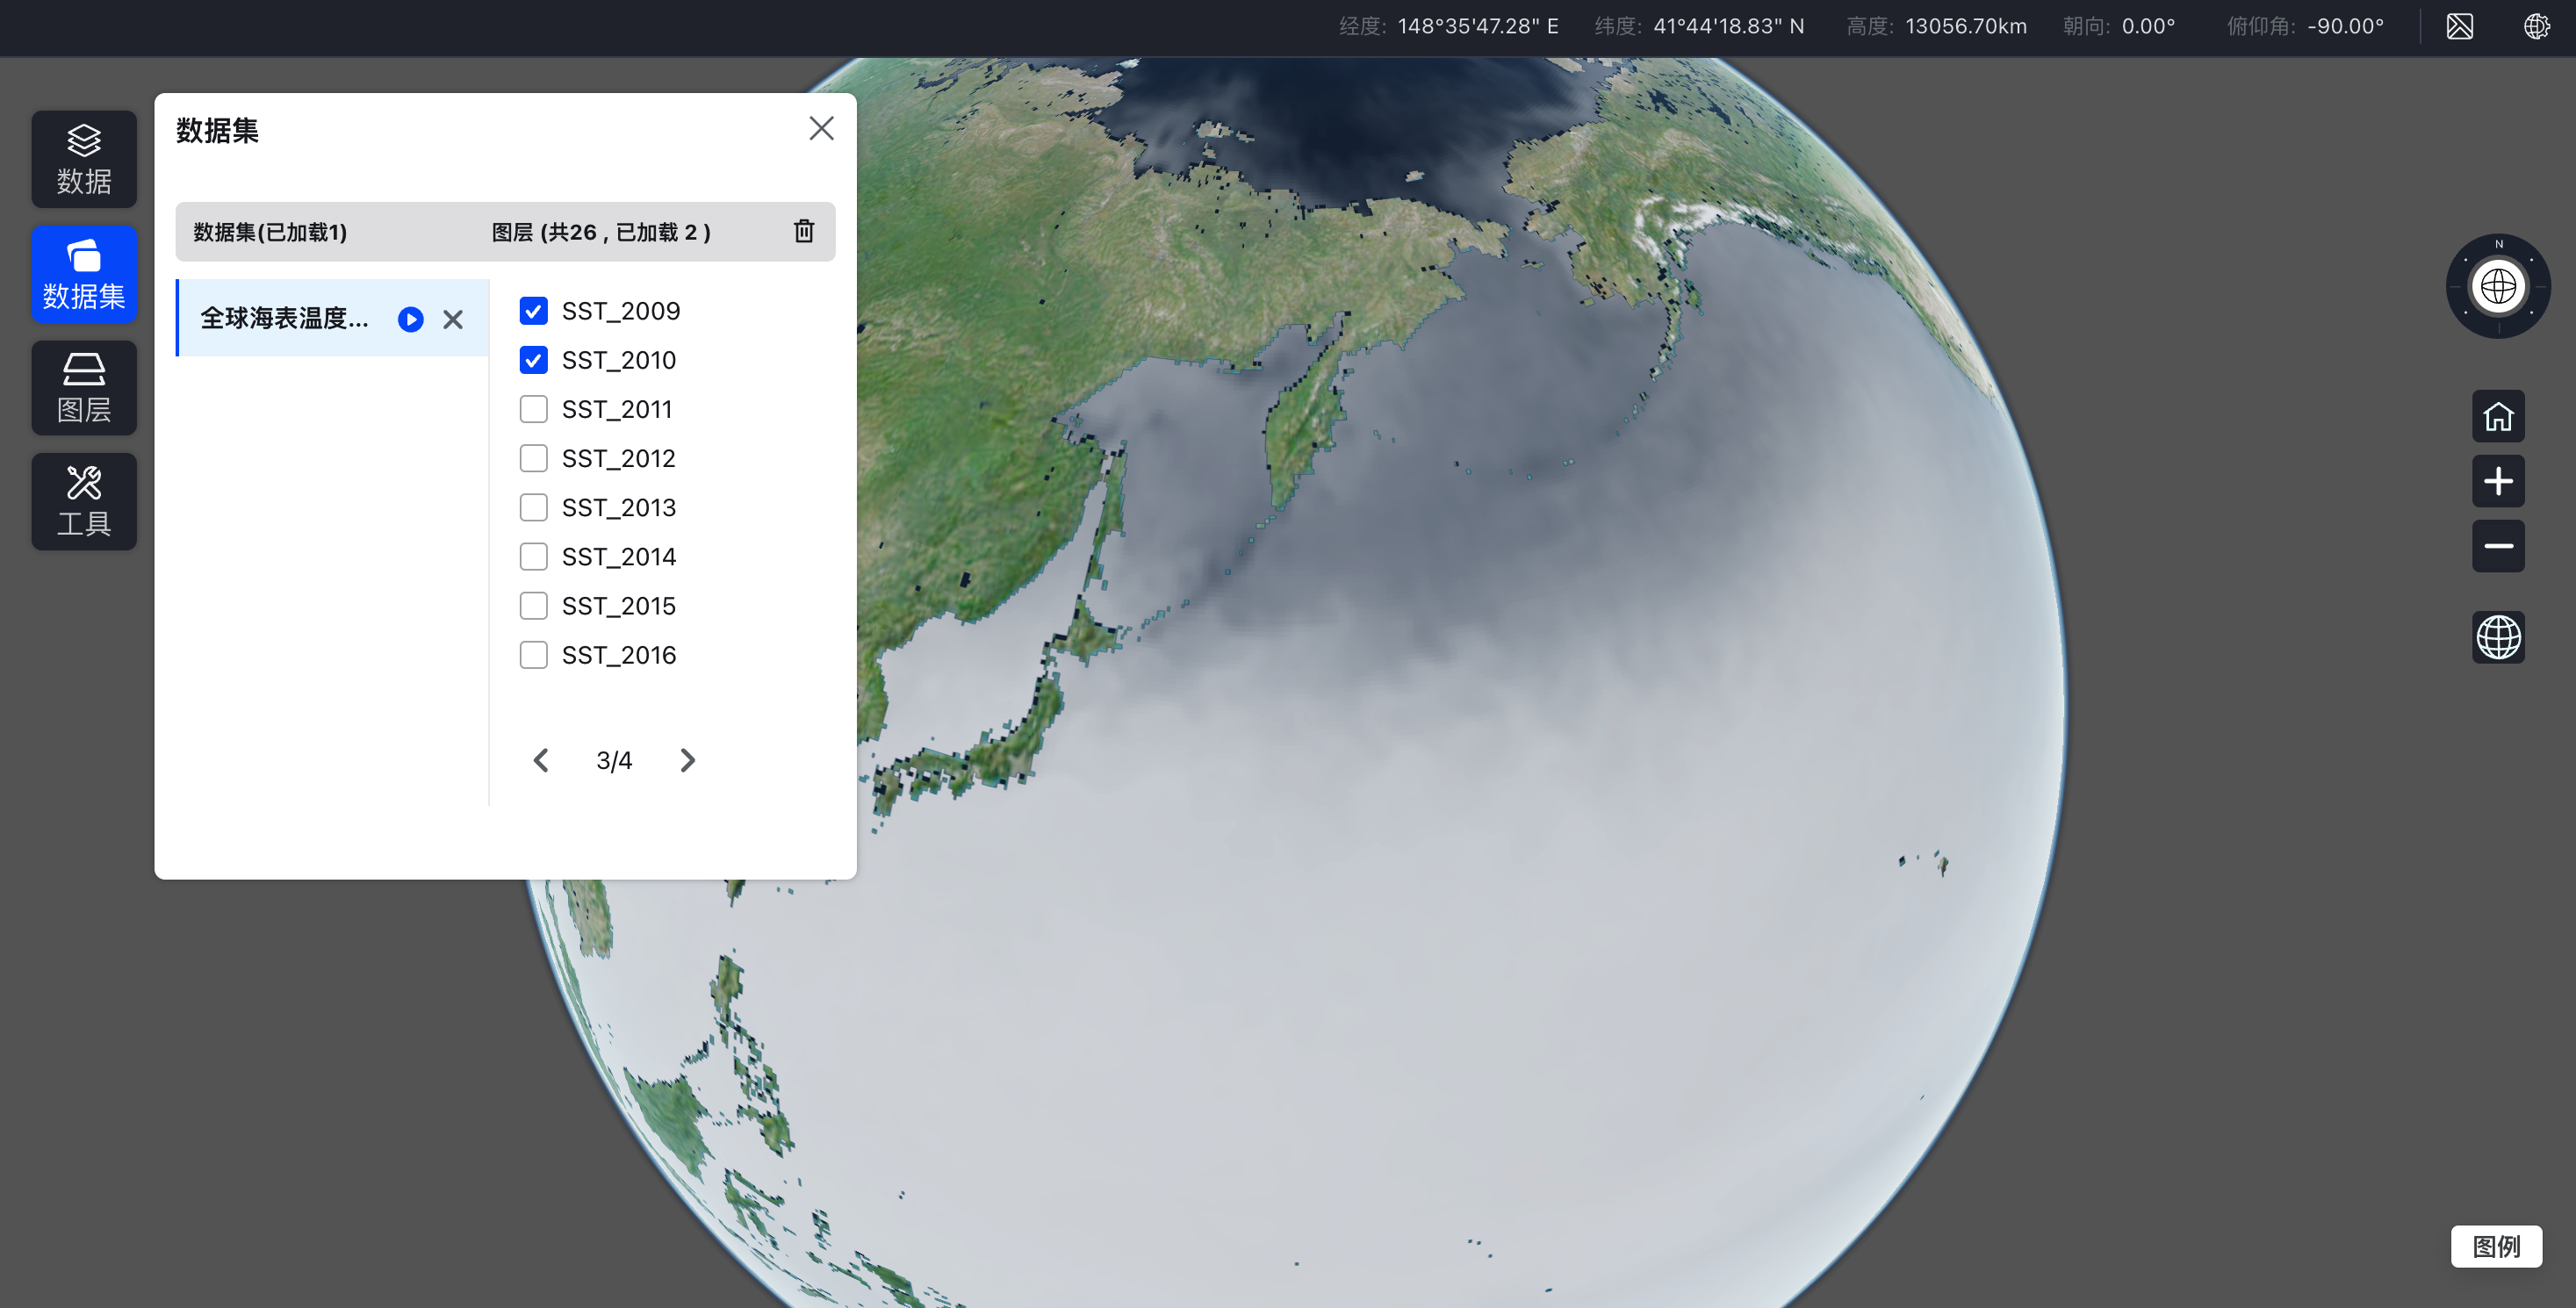 经度: 148°35'47.28" E 纬度: 41°44'18.83" N 高度: 13056.70km 朝向: 0.00° 俯仰角: -90.00°
数据
数据集
图层
工具
数据集
数据集(已加载1) 图层 (共26 , 已加载 2 )
全球海表温度...
SST_2009
SST_2010
SST_2011
SST_2012
SST_2013
SST_2014
SST_2015
SST_2016
3/4
N
图例